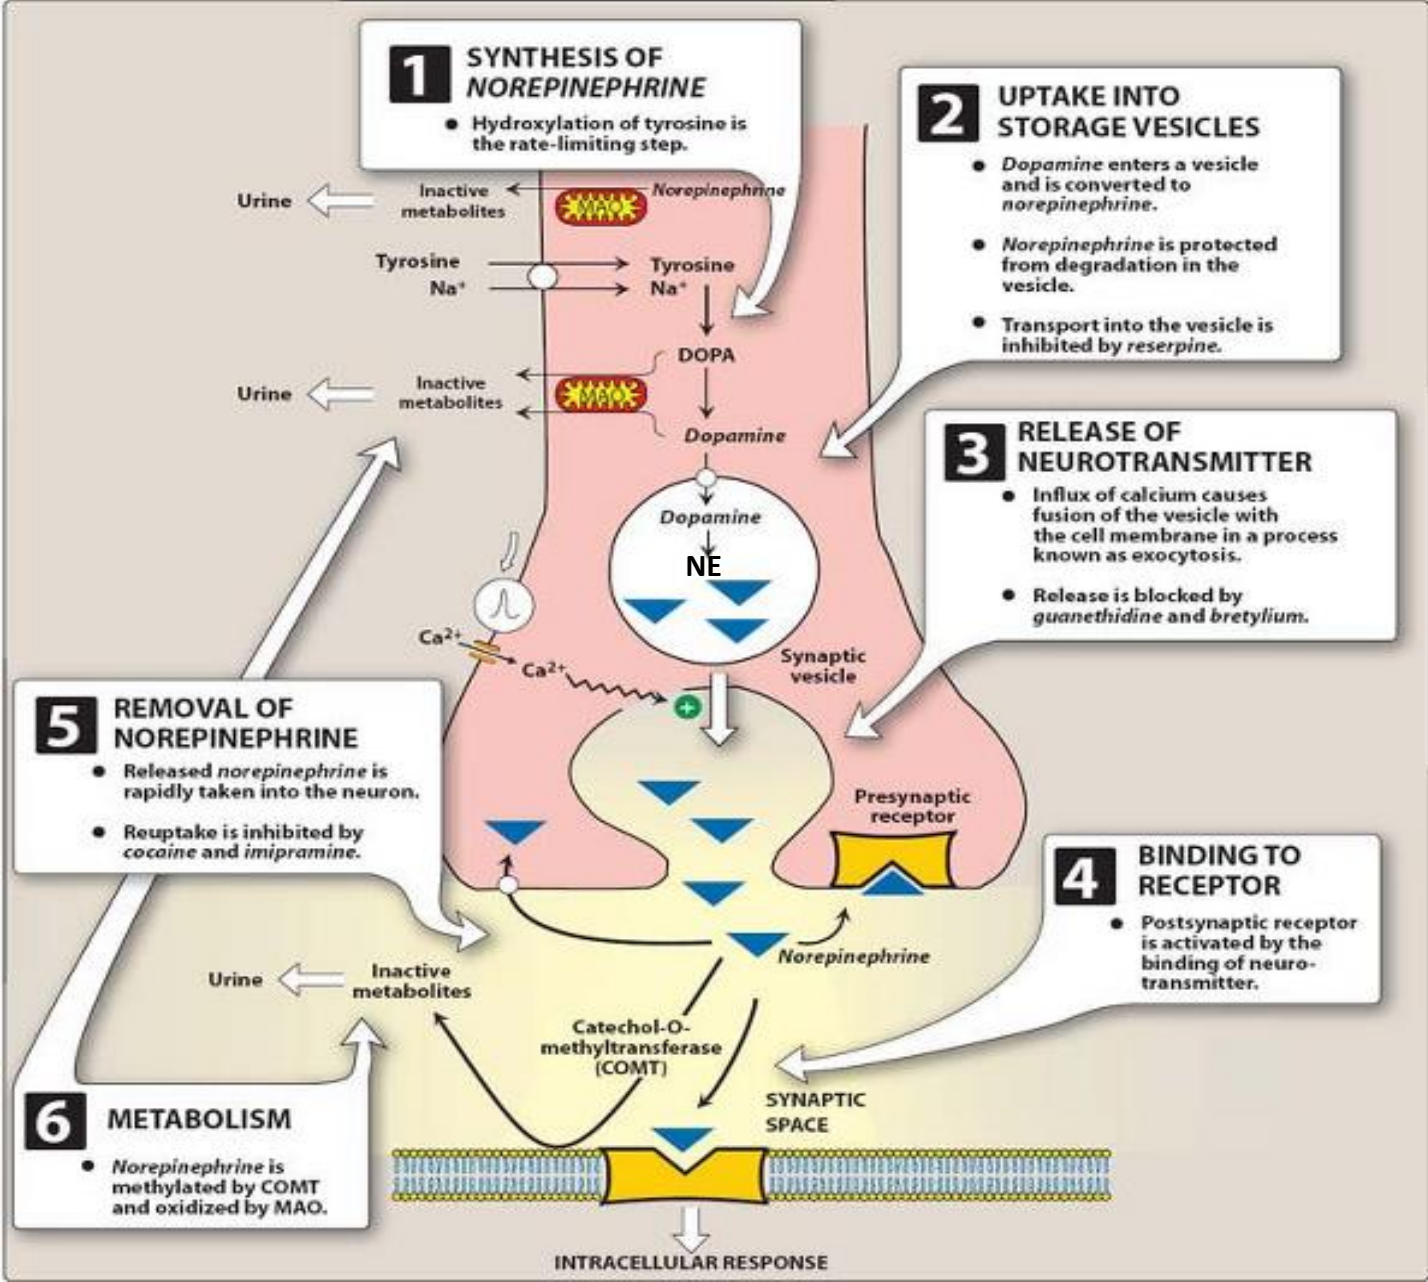 1
SYNTHESIS OF
NOREPINEPHRINE
• Hydroxylation of tyrosine is
the rate-limiting step.
2
UPTAKE INTO
STORAGE VESICLES
• Dopamine enters a vesicle
and is converted to
norepinephrine.
• Norepinephrine is protected
from degradation in the
vesicle.
• Transport into the vesicle is
inhibited by reserpine.
Urine
Inactive
metabolites
MAO
Norepinephrine
Tyrosine
Na⁺
Tyrosine
Na⁺
DOPA
Urine
Inactive
metabolites
MAO
Dopamine
3
RELEASE OF
NEUROTRANSMITTER
• Influx of calcium causes
fusion of the vesicle with
the cell membrane in a process
known as exocytosis.
• Release is blocked by
guanethidine and bretylium.
Dopamine
NE
Ca²⁺
Ca²⁺
+
Synaptic
vesicle
5
REMOVAL OF
NOREPINEPHRINE
• Released norepinephrine is
rapidly taken into the neuron.
• Reuptake is inhibited by
cocaine and imipramine.
Presynaptic
receptor
4
BINDING TO
RECEPTOR
• Postsynaptic receptor
is activated by the
binding of neuro-
transmitter.
Norepinephrine
Urine
Inactive
metabolites
Catechol-O-
methyltransferase
(COMT)
SYNAPTIC
SPACE
6
METABOLISM
• Norepinephrine is
methylated by COMT
and oxidized by MAO.
INTRACELLULAR RESPONSE